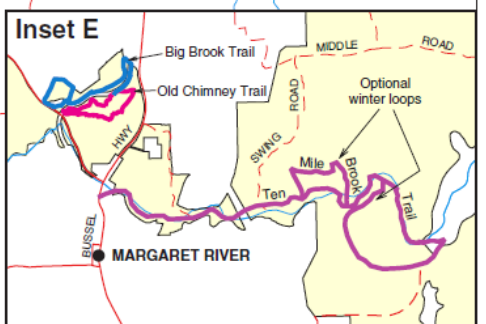 Inset E
Big Brook Trail
MIDDLE ROAD
Old Chimney Trail
Optional
winter loops
SWING ROAD
HWY
Ten Mile Brook Trail
BUSSEL
MARGARET RIVER